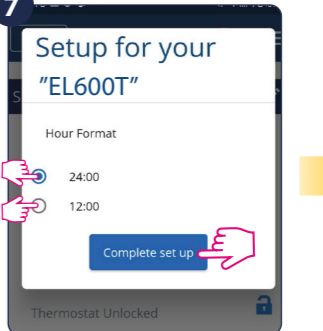 7
Setup for your
"EL600T"
Hour Format
24:00
12:00
Complete set up
Thermostat Unlocked